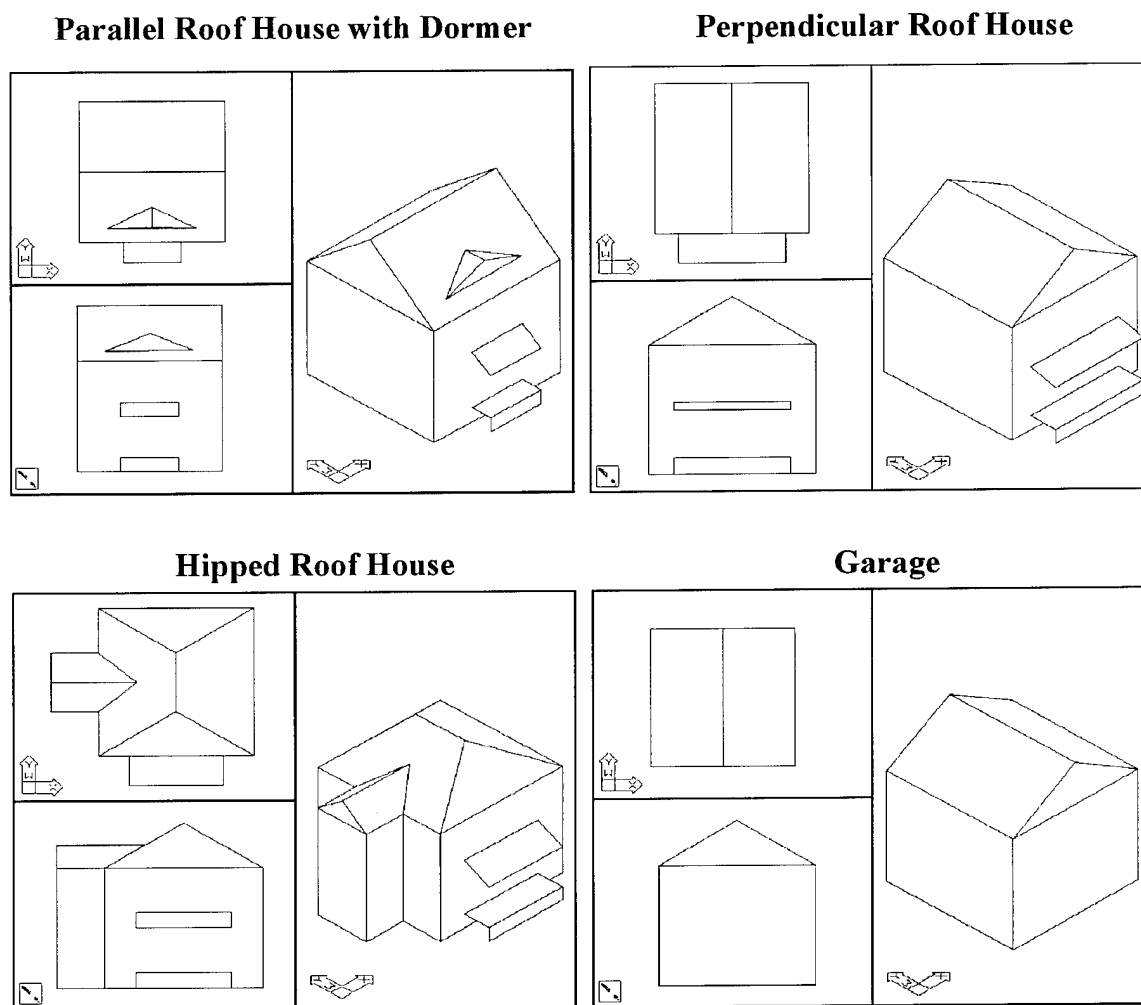 Parallel Roof House with Dormer
Perpendicular Roof House
Hipped Roof House
Garage